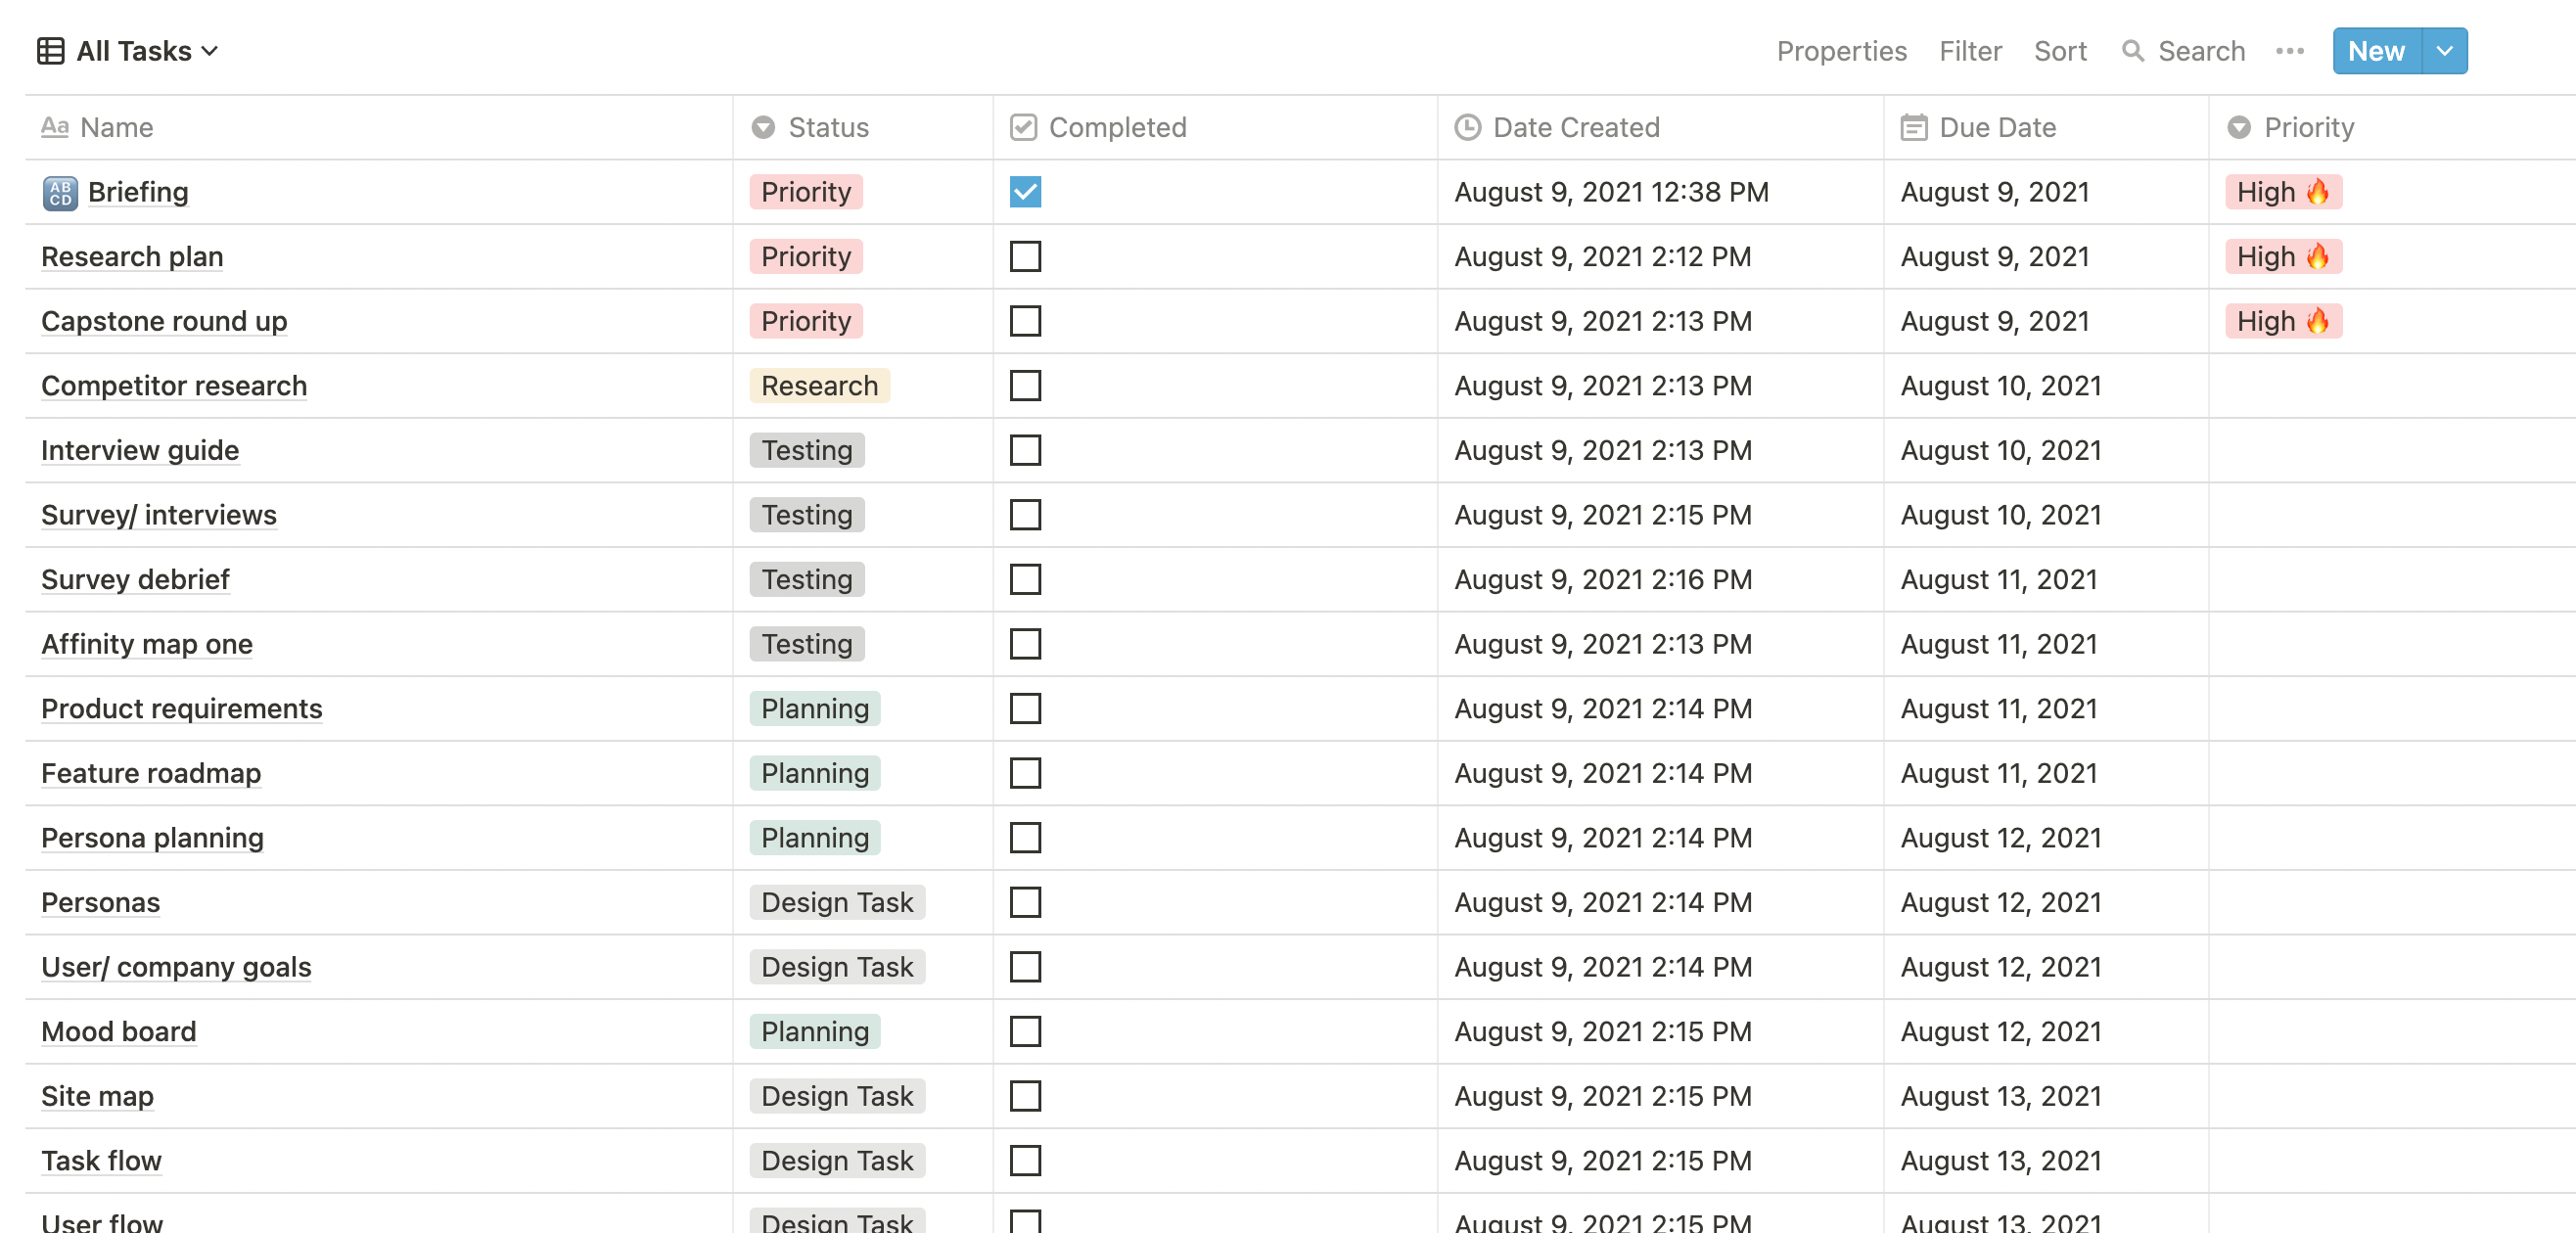 All Tasks
Properties Filter Sort Search New
Aa Name Status Completed Date Created Due Date Priority
ABCD Briefing Priority August 9, 2021 12:38 PM August 9, 2021 High 🔥
Research plan Priority August 9, 2021 2:12 PM August 9, 2021 High 🔥
Capstone round up Priority August 9, 2021 2:13 PM August 9, 2021 High 🔥
Competitor research Research August 9, 2021 2:13 PM August 10, 2021
Interview guide Testing August 9, 2021 2:13 PM August 10, 2021
Survey/ interviews Testing August 9, 2021 2:15 PM August 10, 2021
Survey debrief Testing August 9, 2021 2:16 PM August 11, 2021
Affinity map one Testing August 9, 2021 2:13 PM August 11, 2021
Product requirements Planning August 9, 2021 2:14 PM August 11, 2021
Feature roadmap Planning August 9, 2021 2:14 PM August 11, 2021
Persona planning Planning August 9, 2021 2:14 PM August 12, 2021
Personas Design Task August 9, 2021 2:14 PM August 12, 2021
User/ company goals Design Task August 9, 2021 2:14 PM August 12, 2021
Mood board Planning August 9, 2021 2:15 PM August 12, 2021
Site map Design Task August 9, 2021 2:15 PM August 13, 2021
Task flow Design Task August 9, 2021 2:15 PM August 13, 2021
User flow Design Task August 9, 2021 2:15 PM August 13, 2021